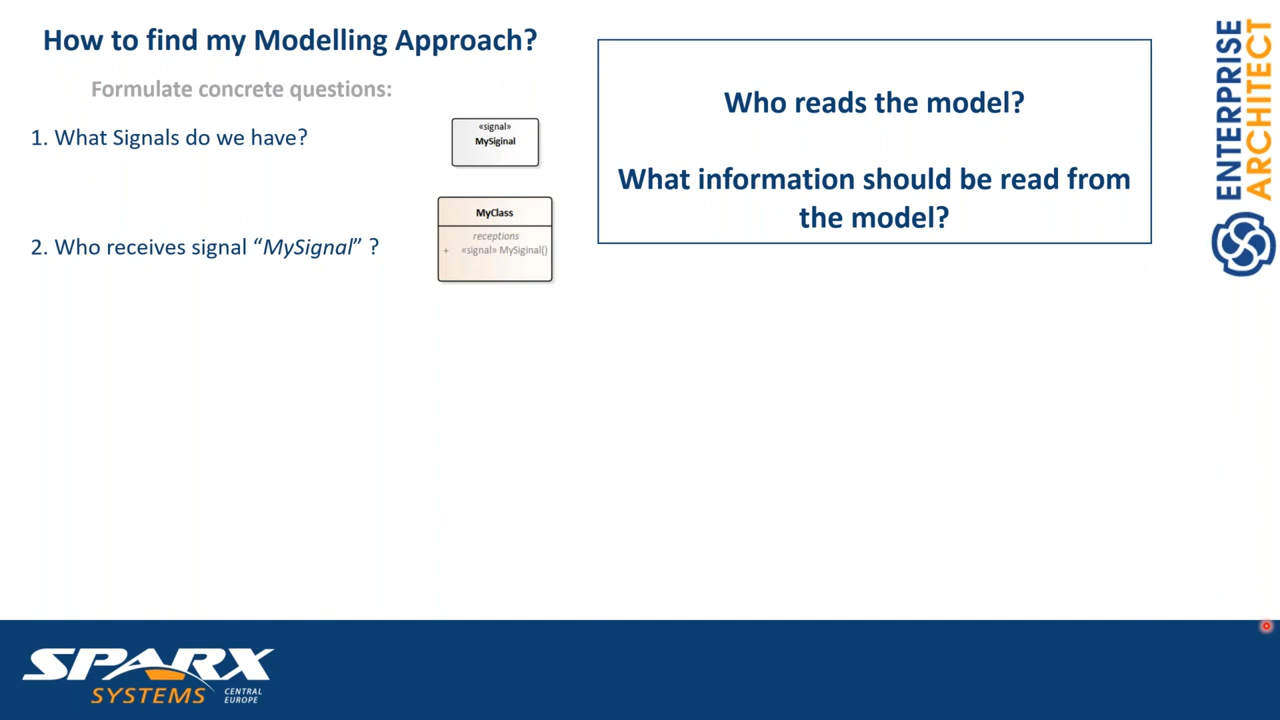 How to find my Modelling Approach?
Formulate concrete questions:
1. What Signals do we have?
«signal»
MySiginal
2. Who receives signal “MySignal” ?
MyClass
receptions
+ «signal» MySiginal()
Who reads the model?
What information should be read from
the model?
ENTERPRISE
ARCHITECT
SPARX
SYSTEMS
CENTRAL
EUROPE